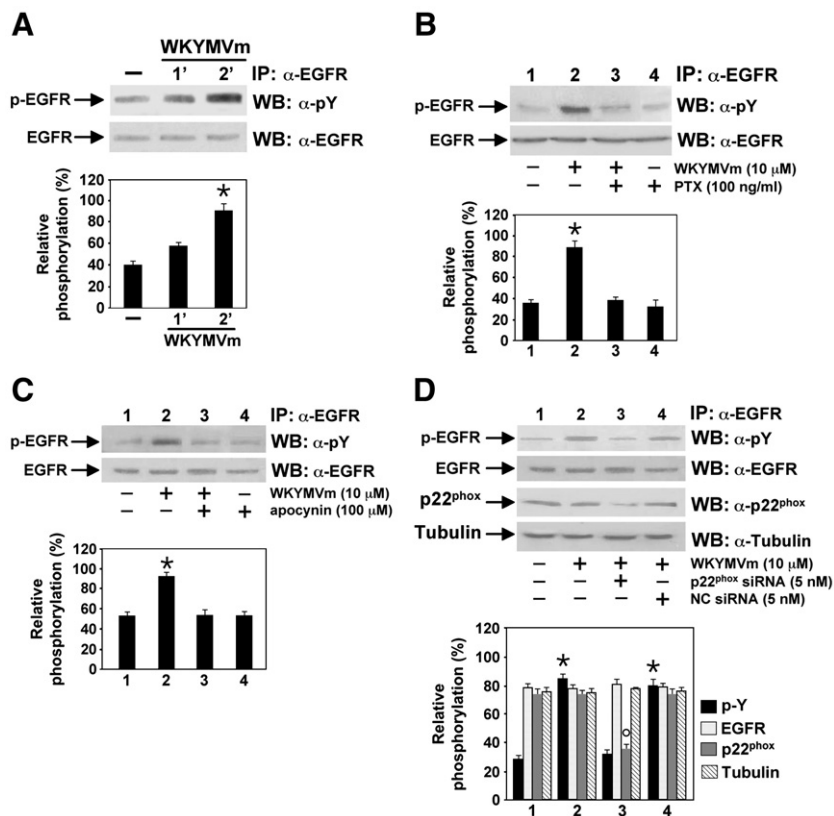 A
WKYMVm
– 1' 2' IP: α-EGFR
p-EGFR WB: α-pY
EGFR WB: α-EGFR
Relative phosphorylation (%)
120
100
80
60
40
20
0
*
– 1' 2'
WKYMVm
B
1 2 3 4 IP: α-EGFR
p-EGFR WB: α-pY
EGFR WB: α-EGFR
– + + – WKYMVm (10 μM)
– – + + PTX (100 ng/ml)
Relative phosphorylation (%)
120
100
80
60
40
20
0
*
1 2 3 4
C
1 2 3 4 IP: α-EGFR
p-EGFR WB: α-pY
EGFR WB: α-EGFR
– + + – WKYMVm (10 μM)
– – + + apocynin (100 μM)
Relative phosphorylation (%)
120
100
80
60
40
20
0
*
1 2 3 4
D
1 2 3 4 IP: α-EGFR
p-EGFR WB: α-pY
EGFR WB: α-EGFR
p22phox WB: α-p22phox
Tubulin WB: α-Tubulin
– + + + WKYMVm (10 μM)
– – + – p22phox siRNA (5 nM)
– – – + NC siRNA (5 nM)
Relative phosphorylation (%)
120
100
80
60
40
20
0
* ° *
1 2 3 4
p-Y
EGFR
p22phox
Tubulin